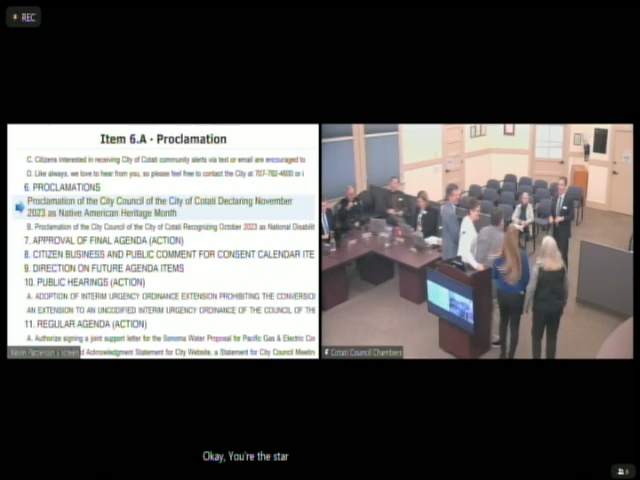 REC
Item 6.A · Proclamation
C. Citizens interested in receiving City of Cotati community alerts via text or email are encouraged to
D. Like always, we love to hear from you, so please feel free to contact the City at 707-792-4600 or i
6. PROCLAMATIONS
Proclamation of the City Council of the City of Cotati Declaring November
2023 as Native American Heritage Month
B. Proclamation of the City Council of the City of Cotati Recognizing October 2023 as National Disabilit
7. APPROVAL OF FINAL AGENDA (ACTION)
8. CITIZEN BUSINESS AND PUBLIC COMMENT FOR CONSENT CALENDAR ITE
9. DIRECTION ON FUTURE AGENDA ITEMS
10. PUBLIC HEARINGS (ACTION)
A. ADOPTION OF INTERIM URGENCY ORDINANCE EXTENSION PROHIBITING THE CONVERSIO
AN EXTENSION TO AN UNCODIFIED INTERIM URGENCY ORDINANCE OF THE COUNCIL OF TH
11. REGULAR AGENDA (ACTION)
A. Authorize signing a joint support letter for the Sonoma Water Proposal for Pacific Gas & Electric Co
d Acknowledgment Statement for City Website, a Statement for City Council Meetin
Cotati Council Chambers
Okay, You're the star